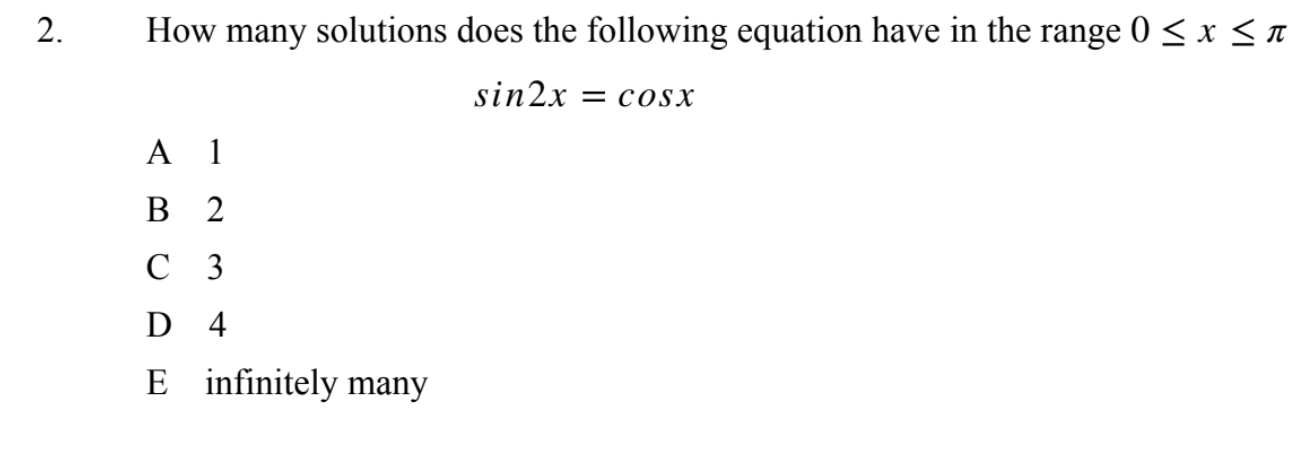 2. How many solutions does the following equation have in the range 0 ≤ x ≤ π
sin2x = cosx
A 1
B 2
C 3
D 4
E infinitely many